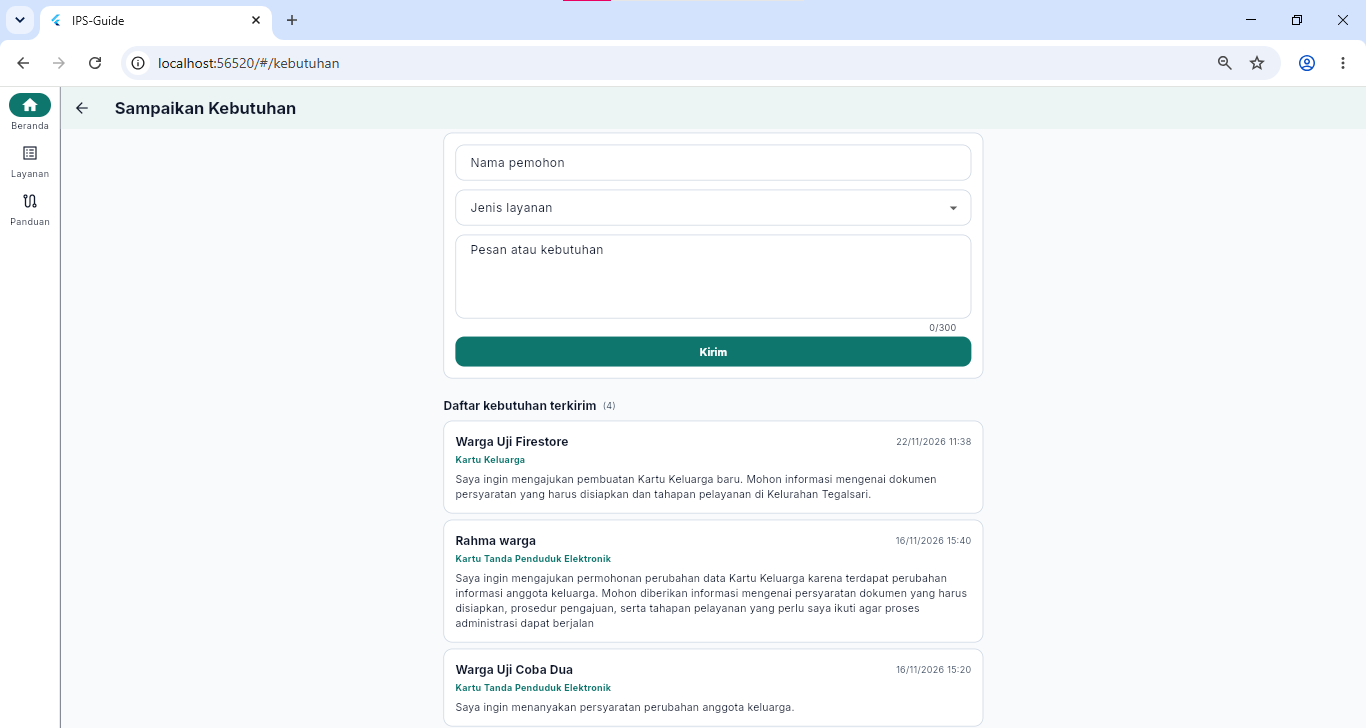 IPS-Guide
localhost:56520/#/kebutuhan
Sampaikan Kebutuhan
Beranda
Layanan
Panduan
Nama pemohon
Jenis layanan
Pesan atau kebutuhan
0/300
Kirim
Daftar kebutuhan terkirim (4)
Warga Uji Firestore 22/11/2026 11:38
Kartu Keluarga
Saya ingin mengajukan pembuatan Kartu Keluarga baru. Mohon informasi mengenai dokumen
persyaratan yang harus disiapkan dan tahapan pelayanan di Kelurahan Tegalsari.
Rahma warga 16/11/2026 15:40
Kartu Tanda Penduduk Elektronik
Saya ingin mengajukan permohonan perubahan data Kartu Keluarga karena terdapat perubahan
informasi anggota keluarga. Mohon diberikan informasi mengenai persyaratan dokumen yang harus
disiapkan, prosedur pengajuan, serta tahapan pelayanan yang perlu saya ikuti agar proses
administrasi dapat berjalan
Warga Uji Coba Dua 16/11/2026 15:20
Kartu Tanda Penduduk Elektronik
Saya ingin menanyakan persyaratan perubahan anggota keluarga.